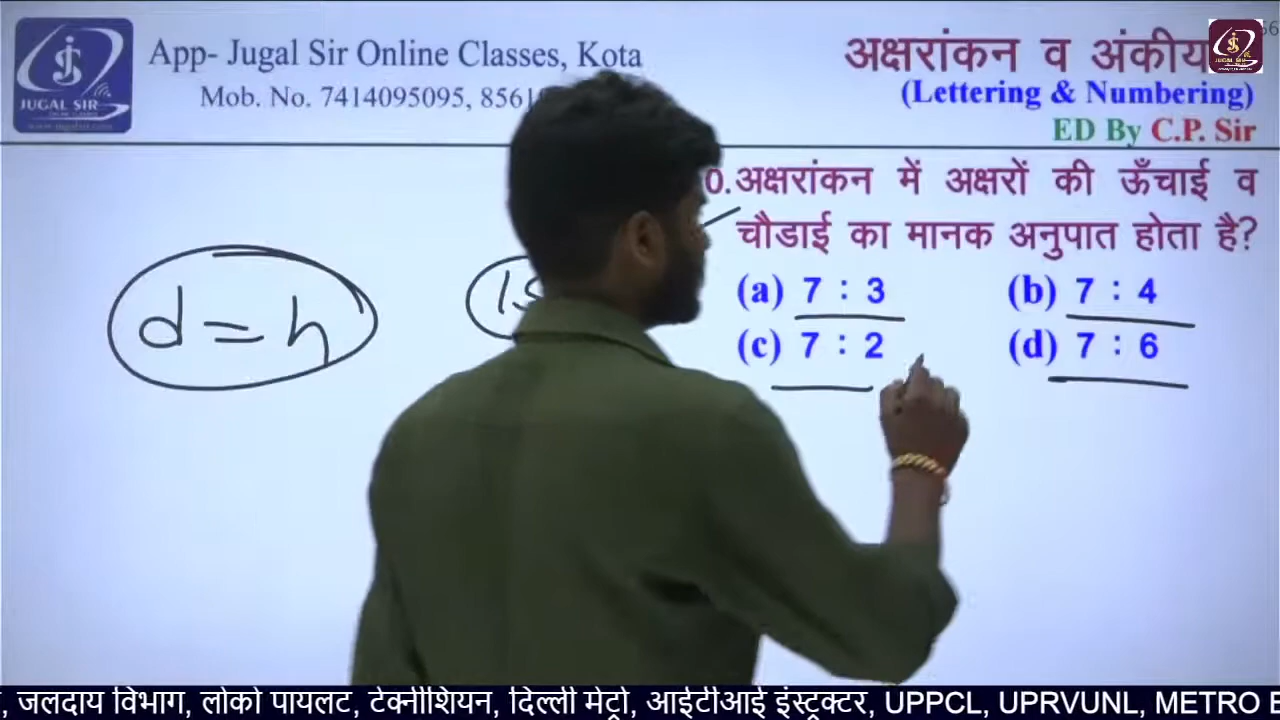 App- Jugal Sir Online Classes, Kota
Mob. No. 7414095095,
JUGAL SIR
अक्षरांकन व
(Lettering & Numbering)
ED By C.P. Sir
0.अक्षरांकन में अक्षरों की ऊँचाई व
चौडाई का मानक अनुपात होता है?
(a) 7 : 3 (b) 7 : 4
(c) 7 : 2 (d) 7 : 6
d = h
जलदाय विभाग, लोको पायलट, टेक्नीशियन, दिल्ली मेट्रो, आईटीआई इंस्ट्रक्टर, UPPCL, UPRVUNL, METRO